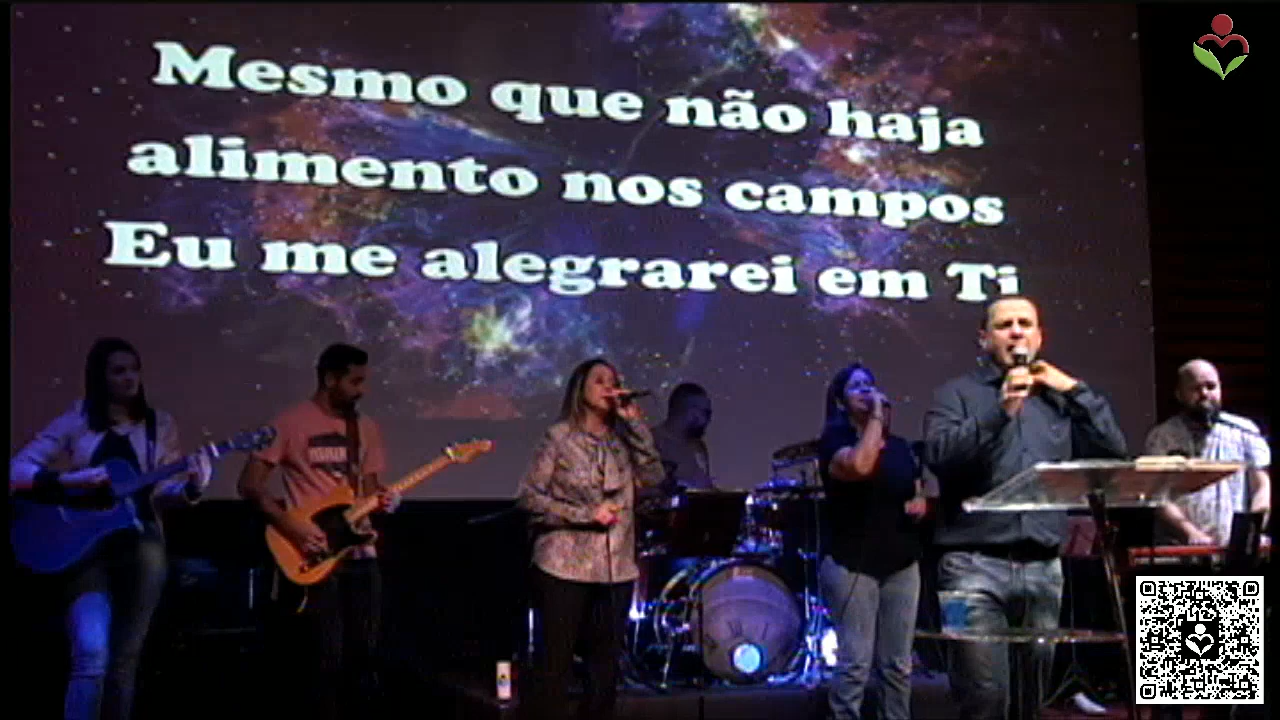 Mesmo que não haja
alimento nos campos
Eu me alegrarei em Ti